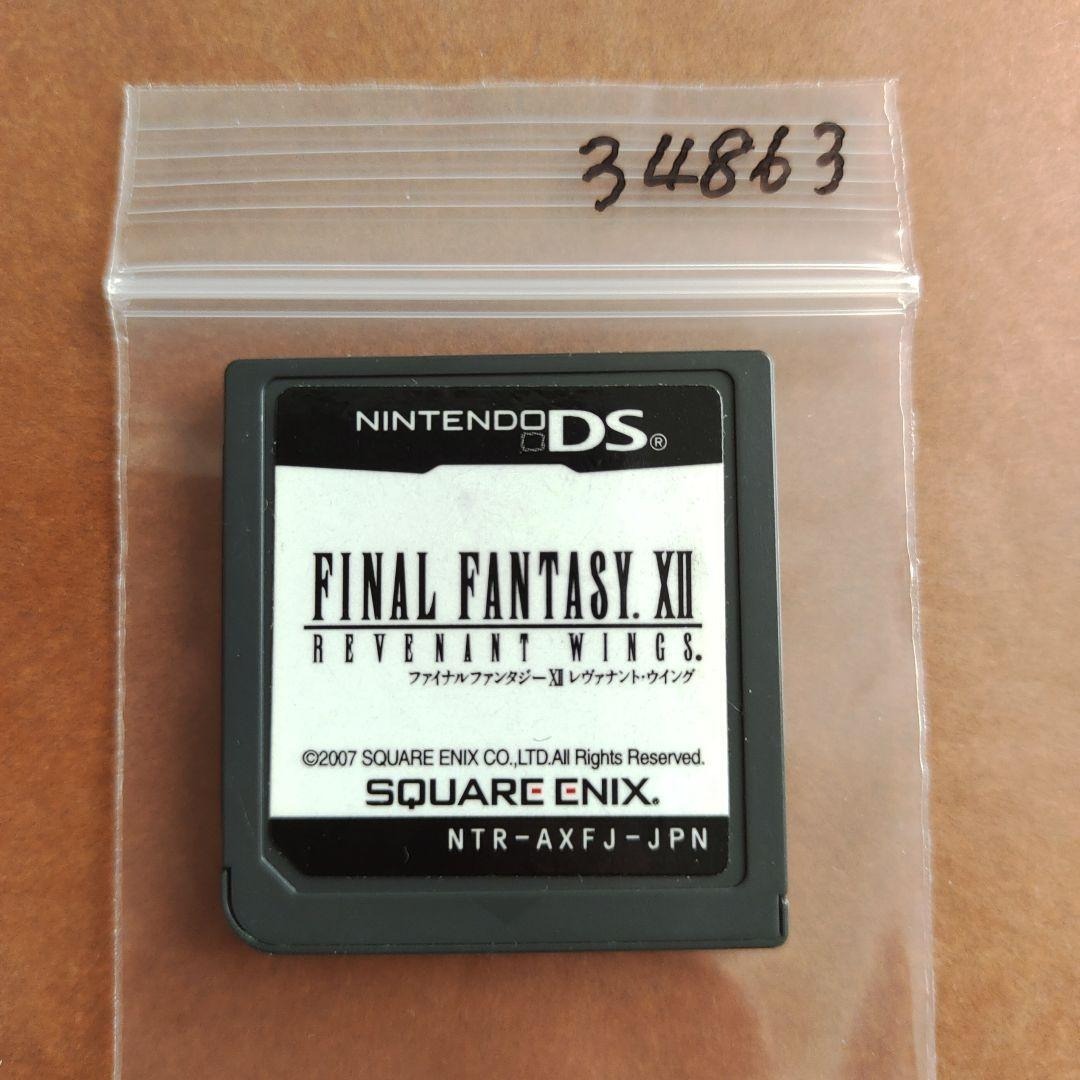 34863
NINTENDO DS®
FINAL FANTASY. XII
REVENANT WINGS.
ファイナルファンタジーXII レヴァナント・ウイング
©2007 SQUARE ENIX CO.,LTD.All Rights Reserved.
SQUARE ENIX.
NTR-AXFJ-JPN